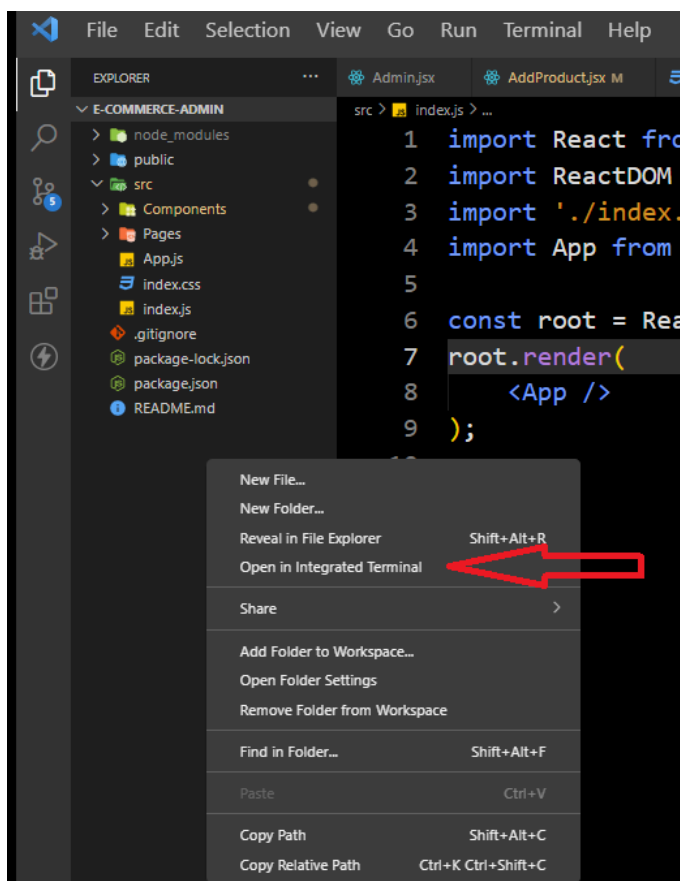 File Edit Selection View Go Run Terminal Help
EXPLORER ... Admin.jsx AddProduct.jsx M
E-COMMERCE-ADMIN
src > index.js > ...
node_modules
public
src
Components
Pages
App.js
index.css
index.js
.gitignore
package-lock.json
package.json
README.md
5
1 import React fro
2 import ReactDOM
3 import './index.
4 import App from
5
6 const root = Rea
7 root.render(
8 <App />
9 );
New File...
New Folder...
Reveal in File Explorer Shift+Alt+R
Open in Integrated Terminal
Share >
Add Folder to Workspace...
Open Folder Settings
Remove Folder from Workspace
Find in Folder... Shift+Alt+F
Paste Ctrl+V
Copy Path Shift+Alt+C
Copy Relative Path Ctrl+K Ctrl+Shift+C